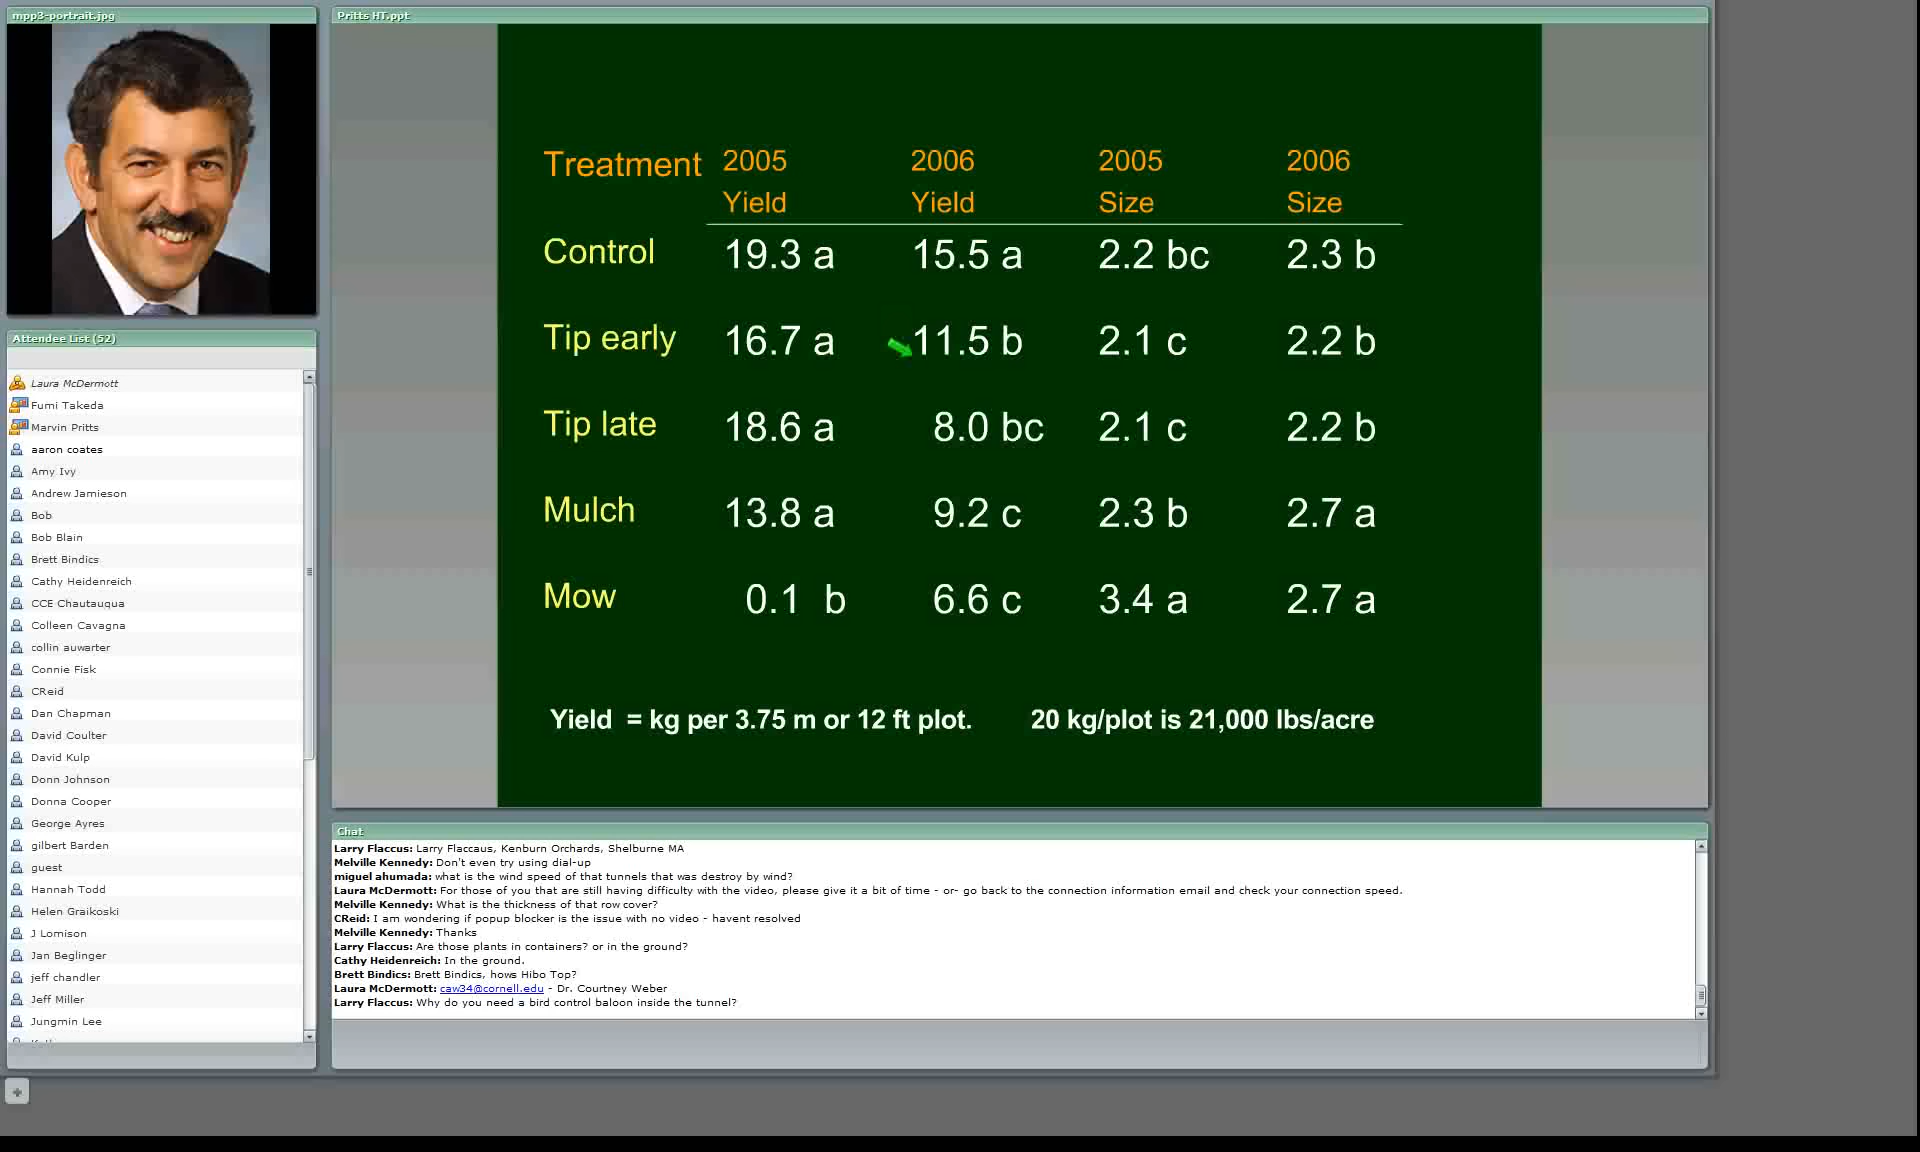 mpp3-portrait.jpg
Pritts HT.ppt
Treatment 2005 2006 2005 2006
Yield Yield Size Size
Control 19.3 a 15.5 a 2.2 bc 2.3 b
Tip early 16.7 a 11.5 b 2.1 c 2.2 b
Tip late 18.6 a 8.0 bc 2.1 c 2.2 b
Mulch 13.8 a 9.2 c 2.3 b 2.7 a
Mow 0.1 b 6.6 c 3.4 a 2.7 a
Yield = kg per 3.75 m or 12 ft plot. 20 kg/plot is 21,000 lbs/acre
Attendee List (52)
Laura McDermott
Fumi Takeda
Marvin Pritts
aaron coates
Amy Ivy
Andrew Jamieson
Bob
Bob Blain
Brett Bindics
Cathy Heidenreich
CCE Chautauqua
Colleen Cavagna
collin auwarter
Connie Fisk
CReid
Dan Chapman
David Coulter
David Kulp
Donn Johnson
Donna Cooper
George Ayres
gilbert Barden
guest
Hannah Todd
Helen Graikoski
J Lomison
Jan Beglinger
jeff chandler
Jeff Miller
Jungmin Lee
Chat
Larry Flaccus: Larry Flaccaus, Kenburn Orchards, Shelburne MA
Melville Kennedy: Don't even try using dial-up
miguel ahumada: what is the wind speed of that tunnels that was destroy by wind?
Laura McDermott: For those of you that are still having difficulty with the video, please give it a bit of time - or- go back to the connection information email and check your connection speed.
Melville Kennedy: What is the thickness of that row cover?
CReid: I am wondering if popup blocker is the issue with no video - havent resolved
Melville Kennedy: Thanks
Larry Flaccus: Are those plants in containers? or in the ground?
Cathy Heidenreich: In the ground.
Brett Bindics: Brett Bindics, hows Hibo Top?
Laura McDermott: caw34@cornell.edu - Dr. Courtney Weber
Larry Flaccus: Why do you need a bird control baloon inside the tunnel?